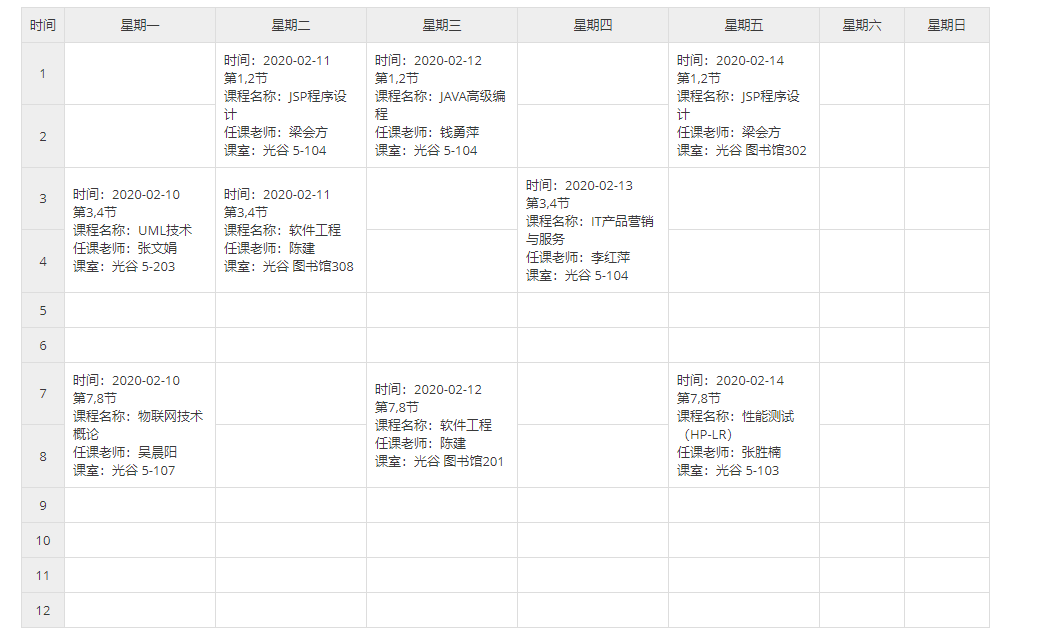 时间 星期一 星期二 星期三 星期四 星期五 星期六 星期日
1
时间：2020-02-11
第1,2节
课程名称：JSP程序设
计
任课老师：梁会方
课室：光谷 5-104
时间：2020-02-12
第1,2节
课程名称：JAVA高级编
程
任课老师：钱勇萍
课室：光谷 5-104
时间：2020-02-14
第1,2节
课程名称：JSP程序设
计
任课老师：梁会方
课室：光谷 图书馆302
2
3
时间：2020-02-10
第3,4节
课程名称：UML技术
任课老师：张文娟
课室：光谷 5-203
时间：2020-02-11
第3,4节
课程名称：软件工程
任课老师：陈建
课室：光谷 图书馆308
时间：2020-02-13
第3,4节
课程名称：IT产品营销
与服务
任课老师：李红萍
课室：光谷 5-104
4
5
6
7
时间：2020-02-10
第7,8节
课程名称：物联网技术
概论
任课老师：吴晨阳
课室：光谷 5-107
时间：2020-02-12
第7,8节
课程名称：软件工程
任课老师：陈建
课室：光谷 图书馆201
时间：2020-02-14
第7,8节
课程名称：性能测试
（HP-LR）
任课老师：张胜楠
课室：光谷 5-103
8
9
10
11
12